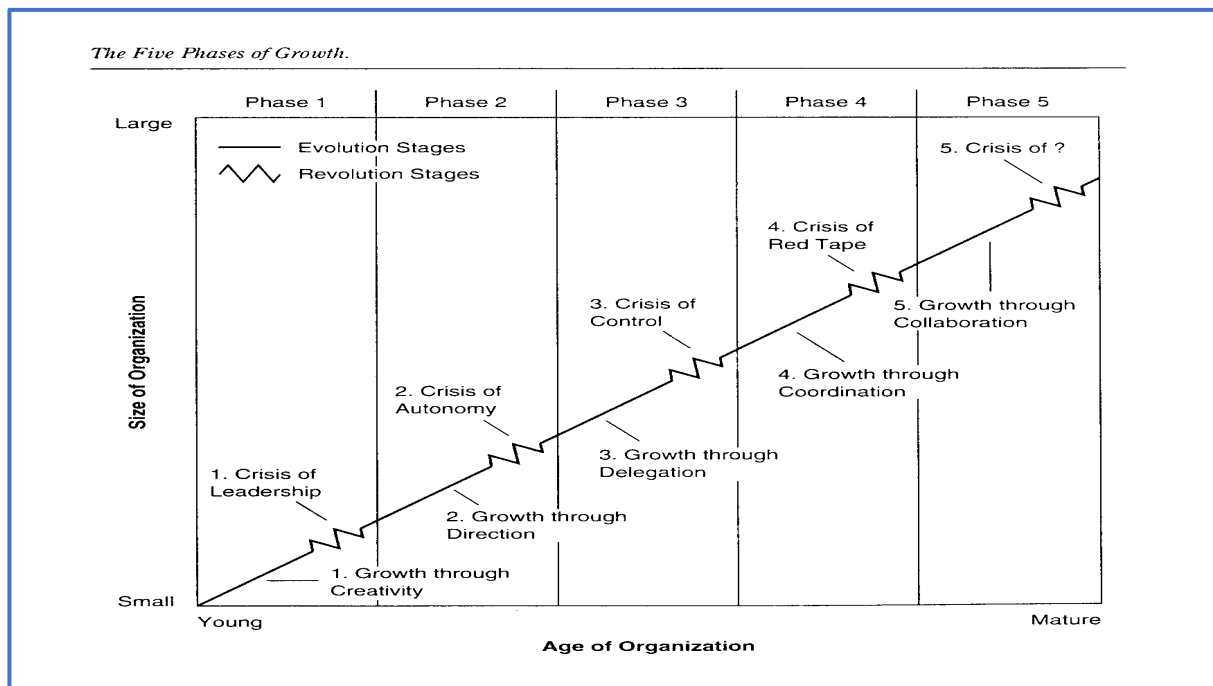 The Five Phases of Growth.
Phase 1
Phase 2
Phase 3
Phase 4
Phase 5
Large
Evolution Stages
Revolution Stages
5. Crisis of ?
4. Crisis of
Red Tape
3. Crisis of
Control
5. Growth through
Collaboration
Size of Organization
4. Growth through
Coordination
2. Crisis of
Autonomy
3. Growth through
Delegation
1. Crisis of
Leadership
2. Growth through
Direction
1. Growth through
Creativity
Small
Young
Mature
Age of Organization